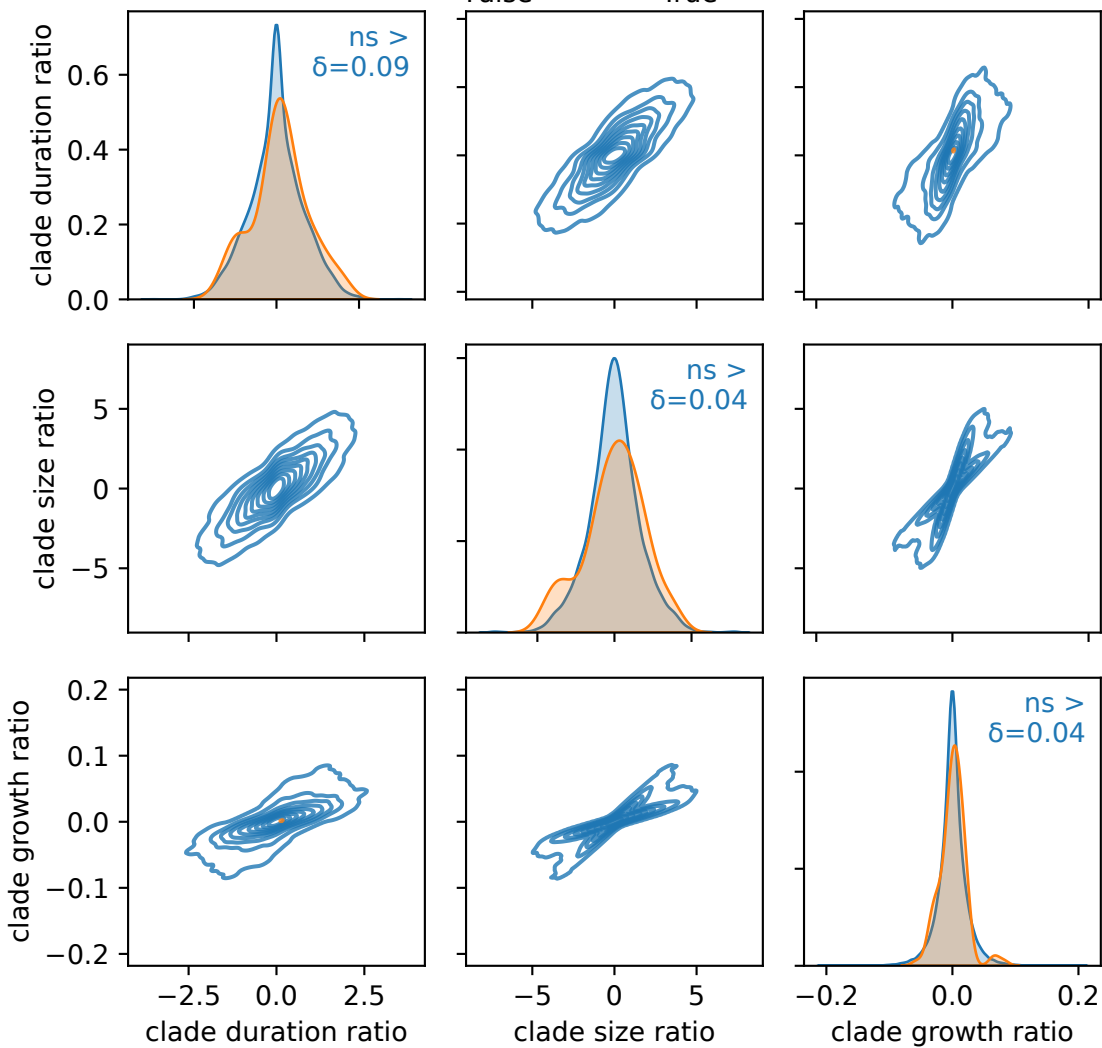 False True
clade duration ratio
0.6
0.4
0.2
0.0
ns >
δ=0.09
clade size ratio
5
0
−5
ns >
δ=0.04
clade growth ratio
0.2
0.1
0.0
−0.1
−0.2
ns >
δ=0.04
−2.5 0.0 2.5
−5 0 5
−0.2 0.0 0.2
clade duration ratio
clade size ratio
clade growth ratio